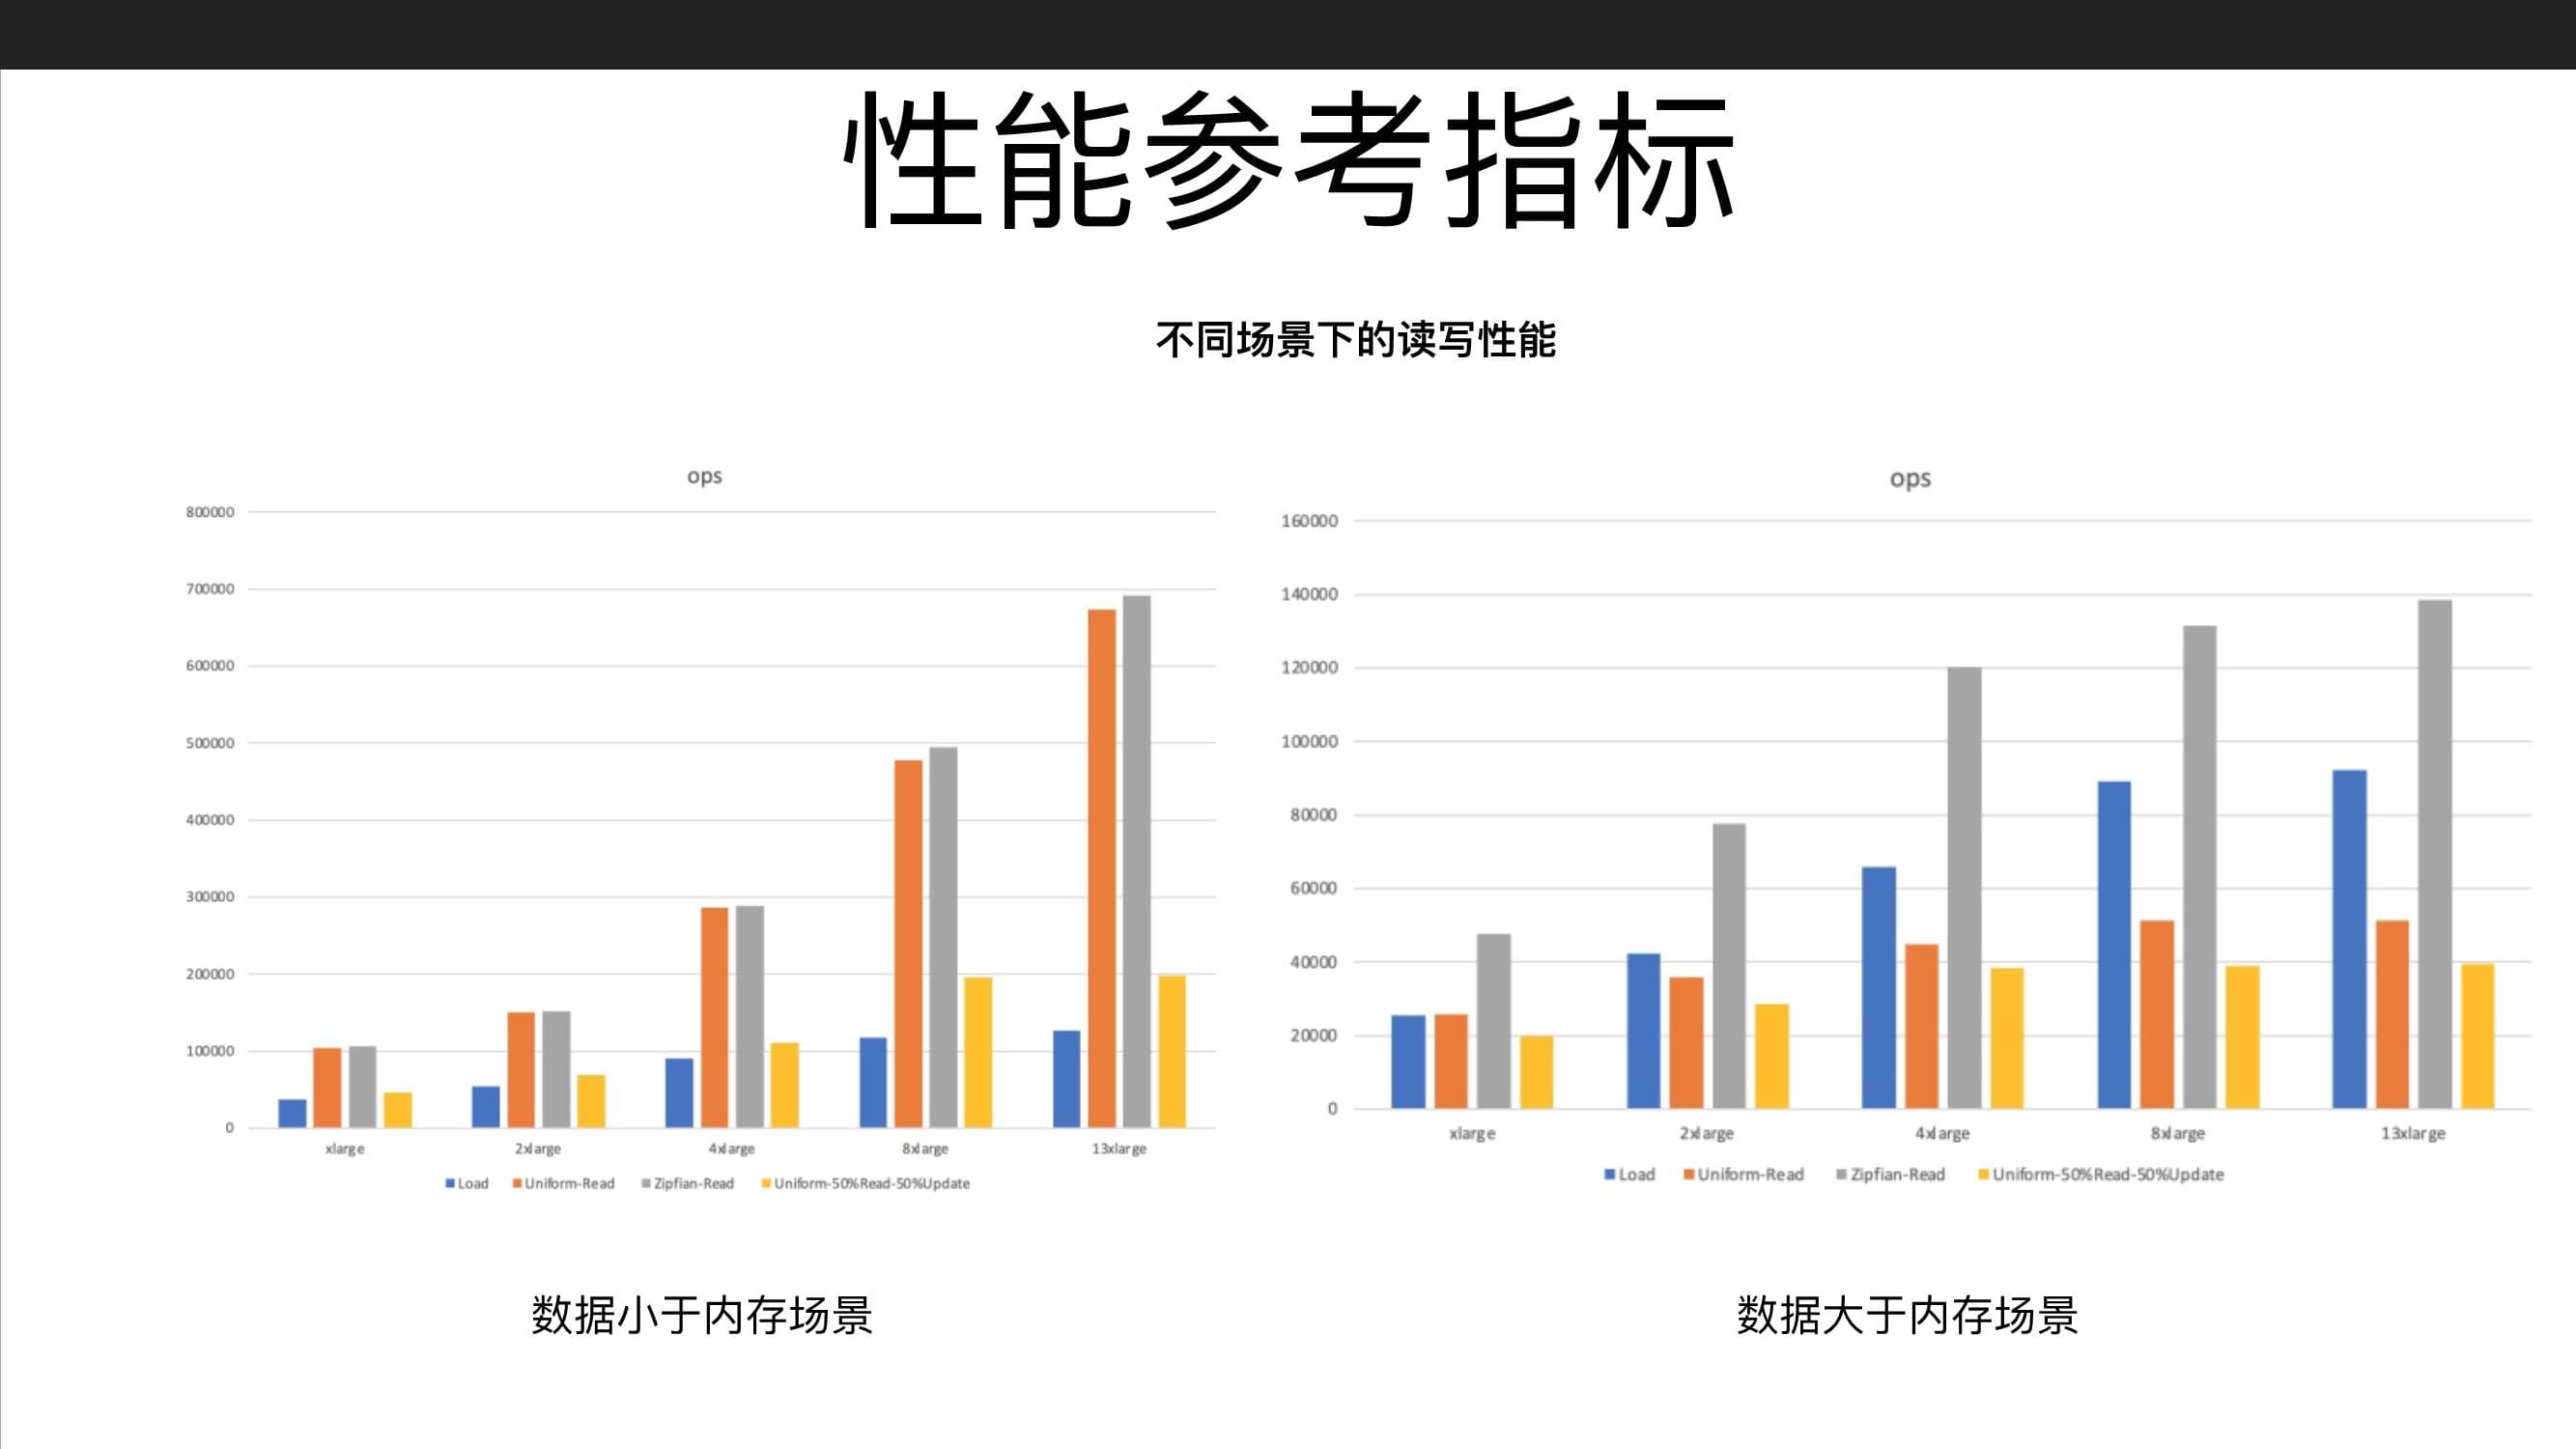 性能参考指标
不同场景下的读写性能
ops
800000
700000
600000
500000
400000
300000
200000
100000
0
xlarge 2xlarge 4xlarge 8xlarge 13xlarge
Load Uniform-Read Zipfian-Read Uniform-50%Read-50%Update
数据小于内存场景
ops
160000
140000
120000
100000
80000
60000
40000
20000
0
xlarge 2xlarge 4xlarge 8xlarge 13xlarge
Load Uniform-Read Zipfian-Read Uniform-50%Read-50%Update
数据大于内存场景